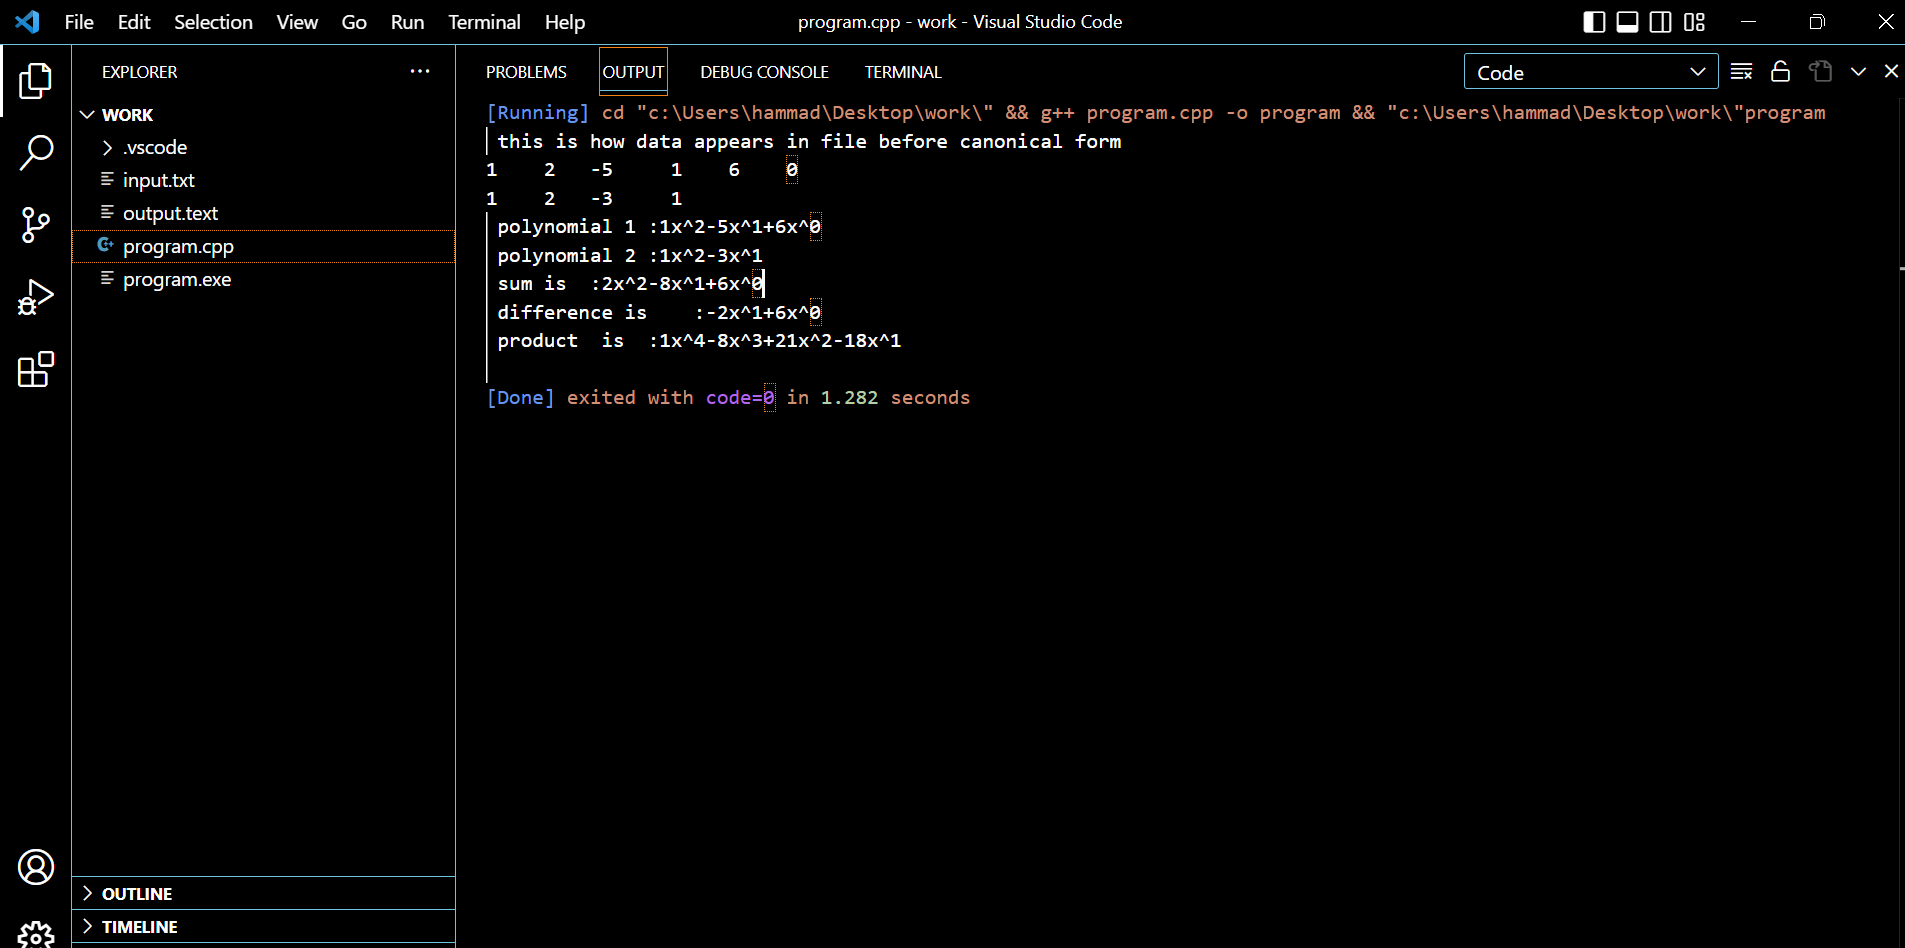 File Edit Selection View Go Run Terminal Help program.cpp - work - Visual Studio Code
EXPLORER ···
WORK
.vscode
input.txt
output.text
program.cpp
program.exe
OUTLINE
TIMELINE
PROBLEMS OUTPUT DEBUG CONSOLE TERMINAL Code
[Running] cd "c:\Users\hammad\Desktop\work\" && g++ program.cpp -o program && "c:\Users\hammad\Desktop\work\"program
this is how data appears in file before canonical form
1 2 -5 1 6 0
1 2 -3 1
polynomial 1 :1x^2-5x^1+6x^0
polynomial 2 :1x^2-3x^1
sum is :2x^2-8x^1+6x^0
difference is :-2x^1+6x^0
product is :1x^4-8x^3+21x^2-18x^1
[Done] exited with code=0 in 1.282 seconds